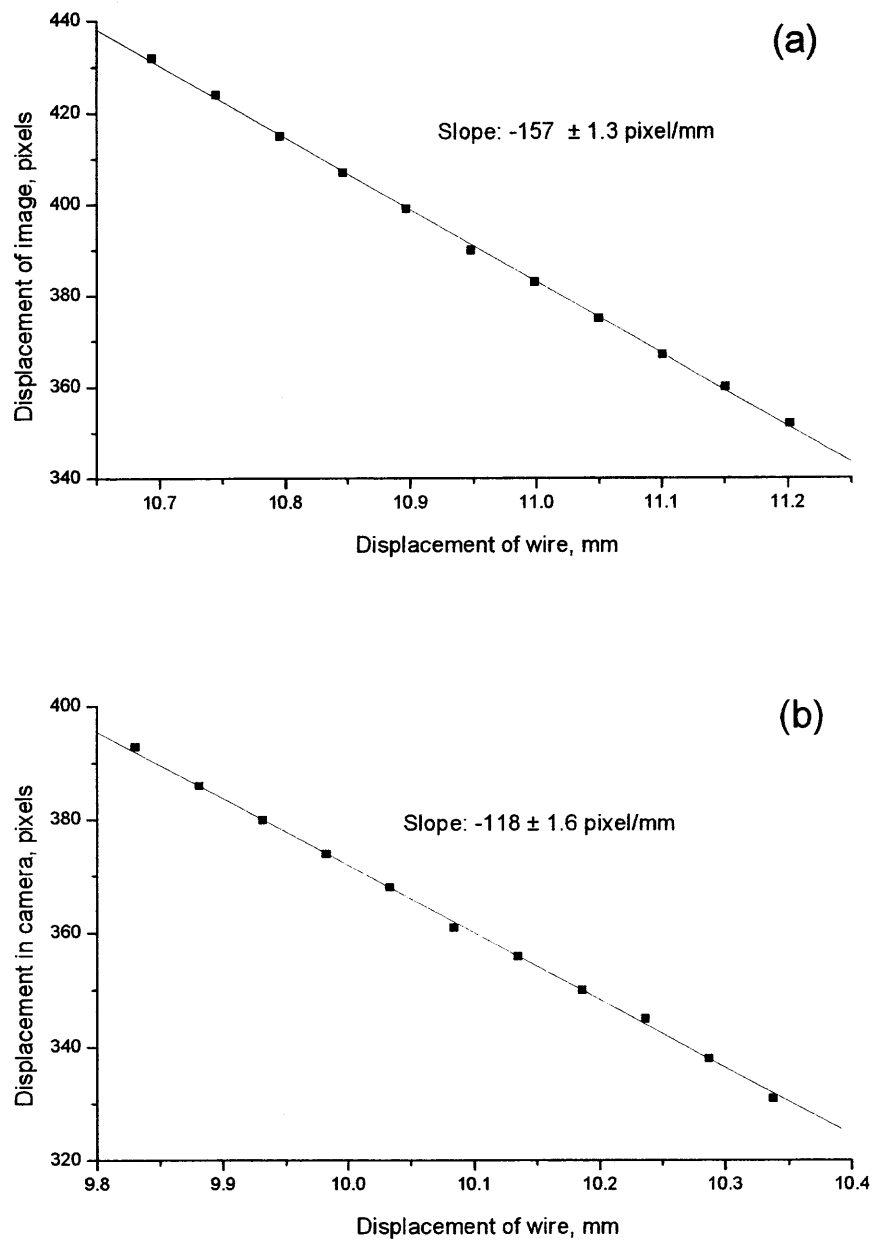 (a)
Displacement of image, pixels
440
420
400
380
360
340
Slope: -157 ± 1.3 pixel/mm
10.7 10.8 10.9 11.0 11.1 11.2
Displacement of wire, mm
(b)
Displacement in camera, pixels
400
380
360
340
320
Slope: -118 ± 1.6 pixel/mm
9.8 9.9 10.0 10.1 10.2 10.3 10.4
Displacement of wire, mm